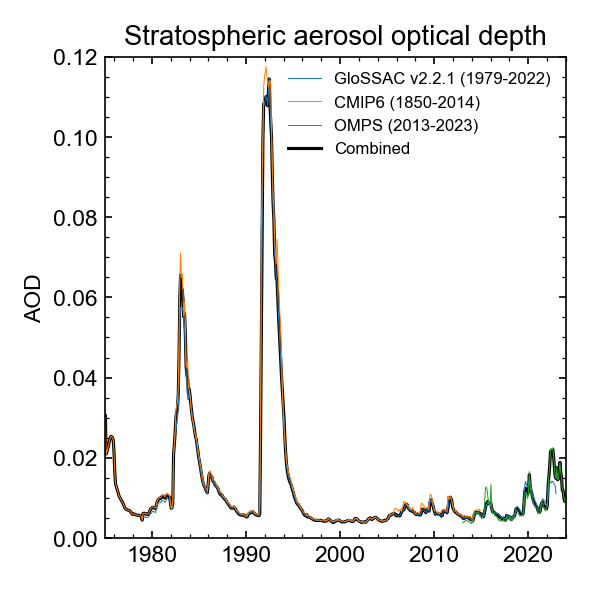 Stratospheric aerosol optical depth
0.12
0.10
0.08
0.06
0.04
0.02
0.00
AOD
GloSSAC v2.2.1 (1979-2022)
CMIP6 (1850-2014)
OMPS (2013-2023)
Combined
1980 1990 2000 2010 2020